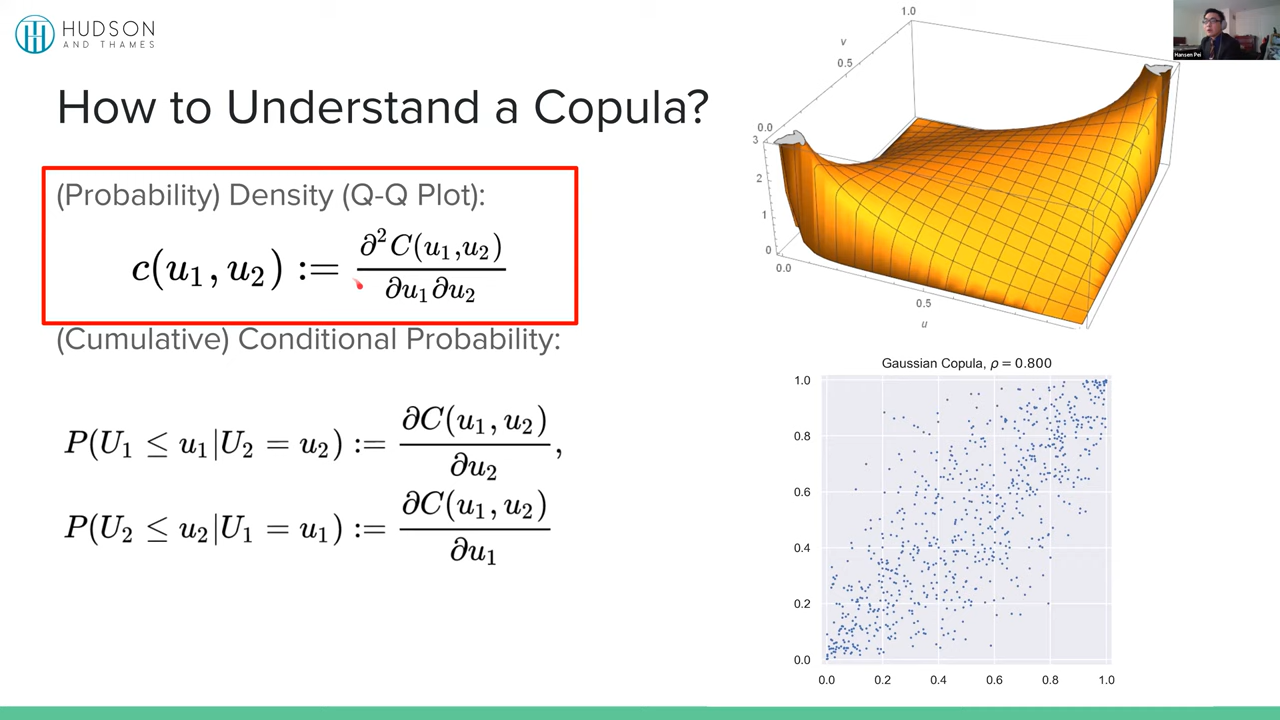 HUDSON
AND THAMES
How to Understand a Copula?
(Probability) Density (Q-Q Plot):
c(u₁, u₂) := ∂²C(u₁,u₂) / ∂u₁∂u₂
(Cumulative) Conditional Probability:
P(U₁ ≤ u₁|U₂ = u₂) := ∂C(u₁, u₂) / ∂u₂,
P(U₂ ≤ u₂|U₁ = u₁) := ∂C(u₁, u₂) / ∂u₁
1.0
v
0.5
0.0
3
2
1
0
0.0
0.5
u
Hansen Pei
Gaussian Copula, ρ = 0.800
1.0
0.8
0.6
0.4
0.2
0.0
0.0 0.2 0.4 0.6 0.8 1.0